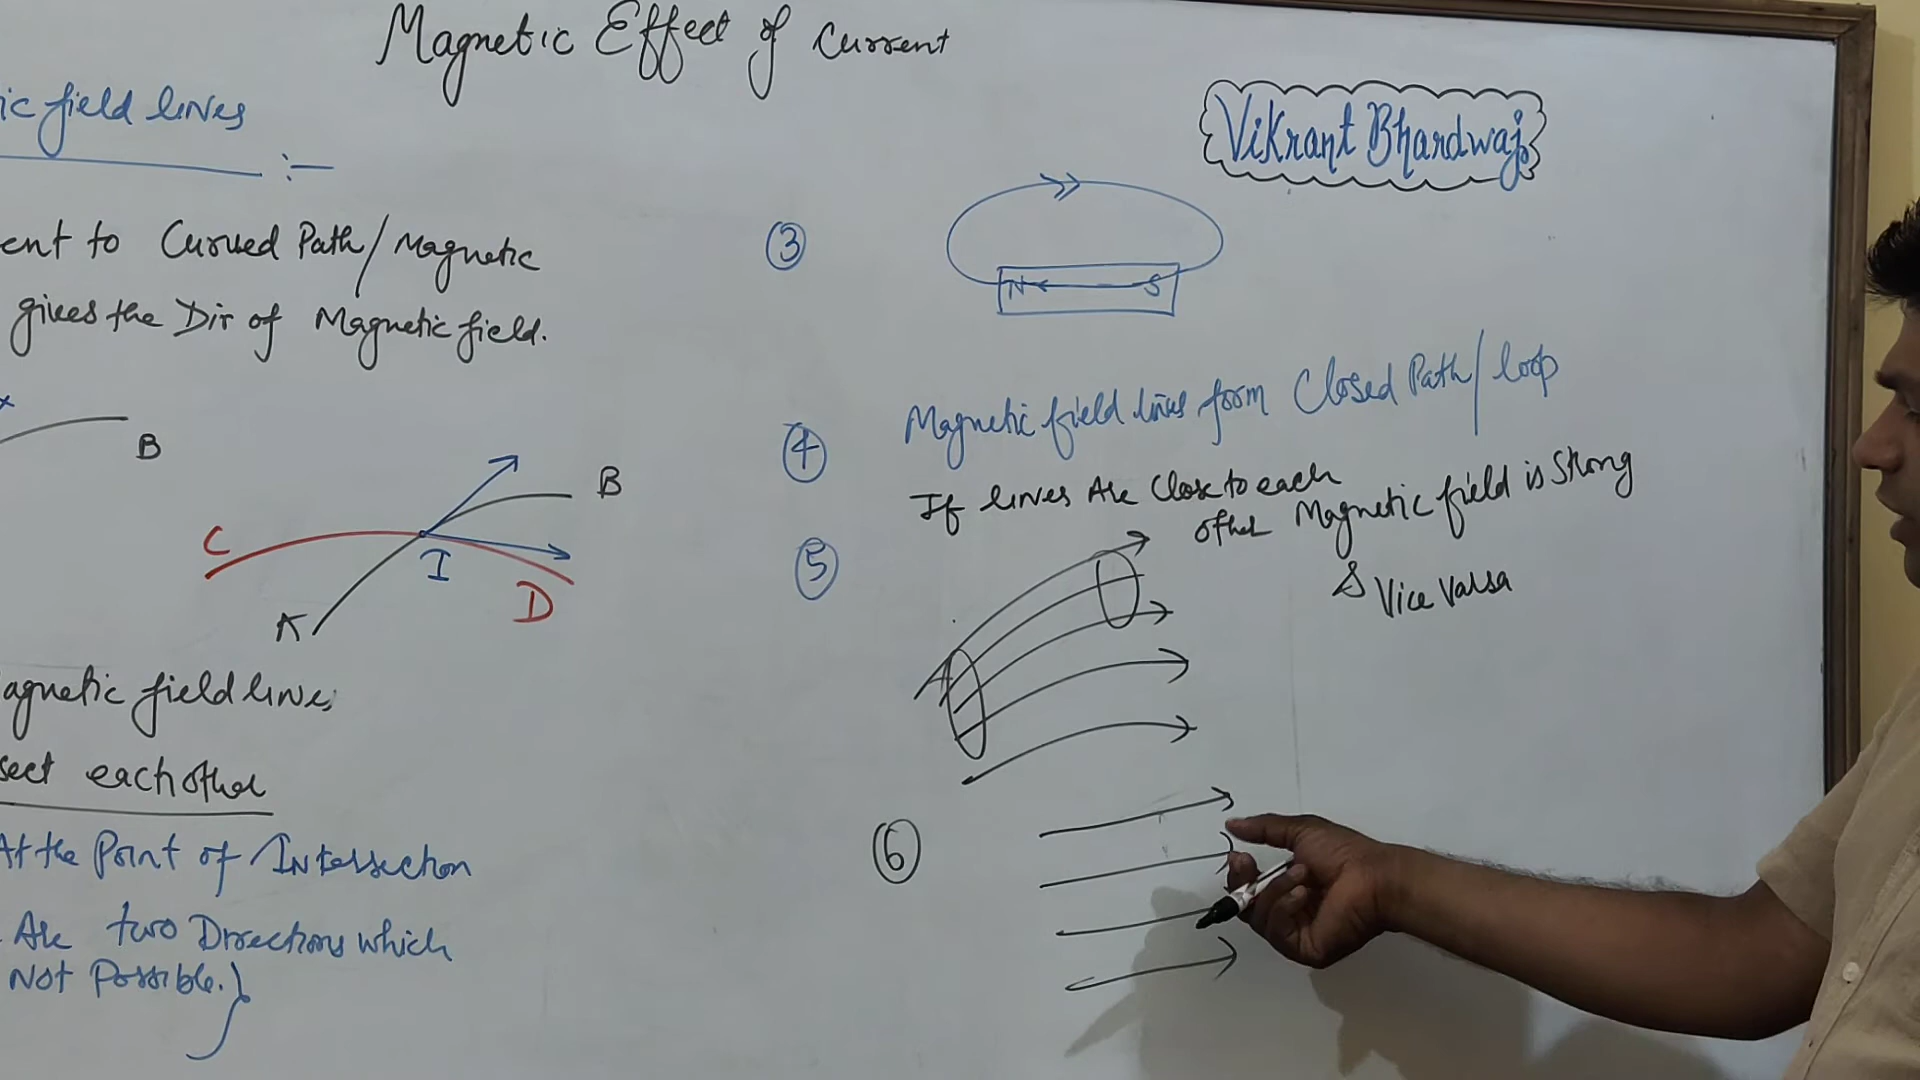 Magnetic Effect of Current
ic field lines :-
Vikrant Bhardwaj
ent to Curved Path/Magnetic
gives the Dir of Magnetic field.
B
C
I
D
A
B
agnetic field lines
sect each other
At the Point of Intersection
Are two Directions which
Not Possible.}
3
N S
4
Magnetic field lines form Closed Path/loop
5
If lines Are Close to each
other Magnetic field is Strong
& Vice Varsa
6